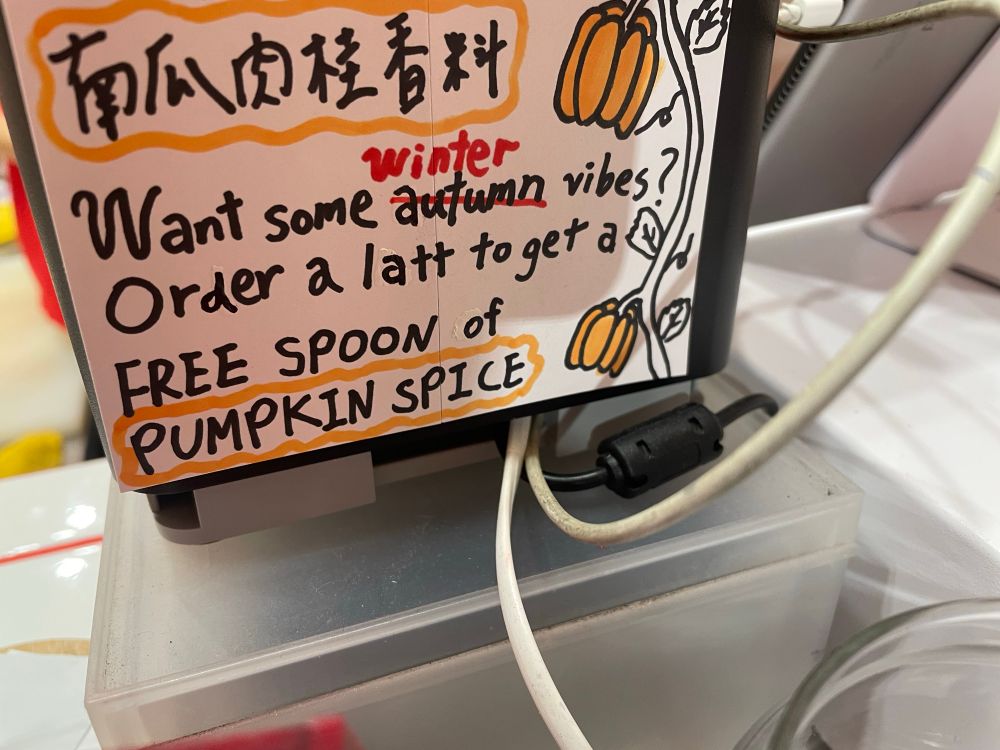 南瓜肉桂香料
winter
Want some autumn vibes?
Order a latt to get a
FREE SPOON of
PUMPKIN SPICE